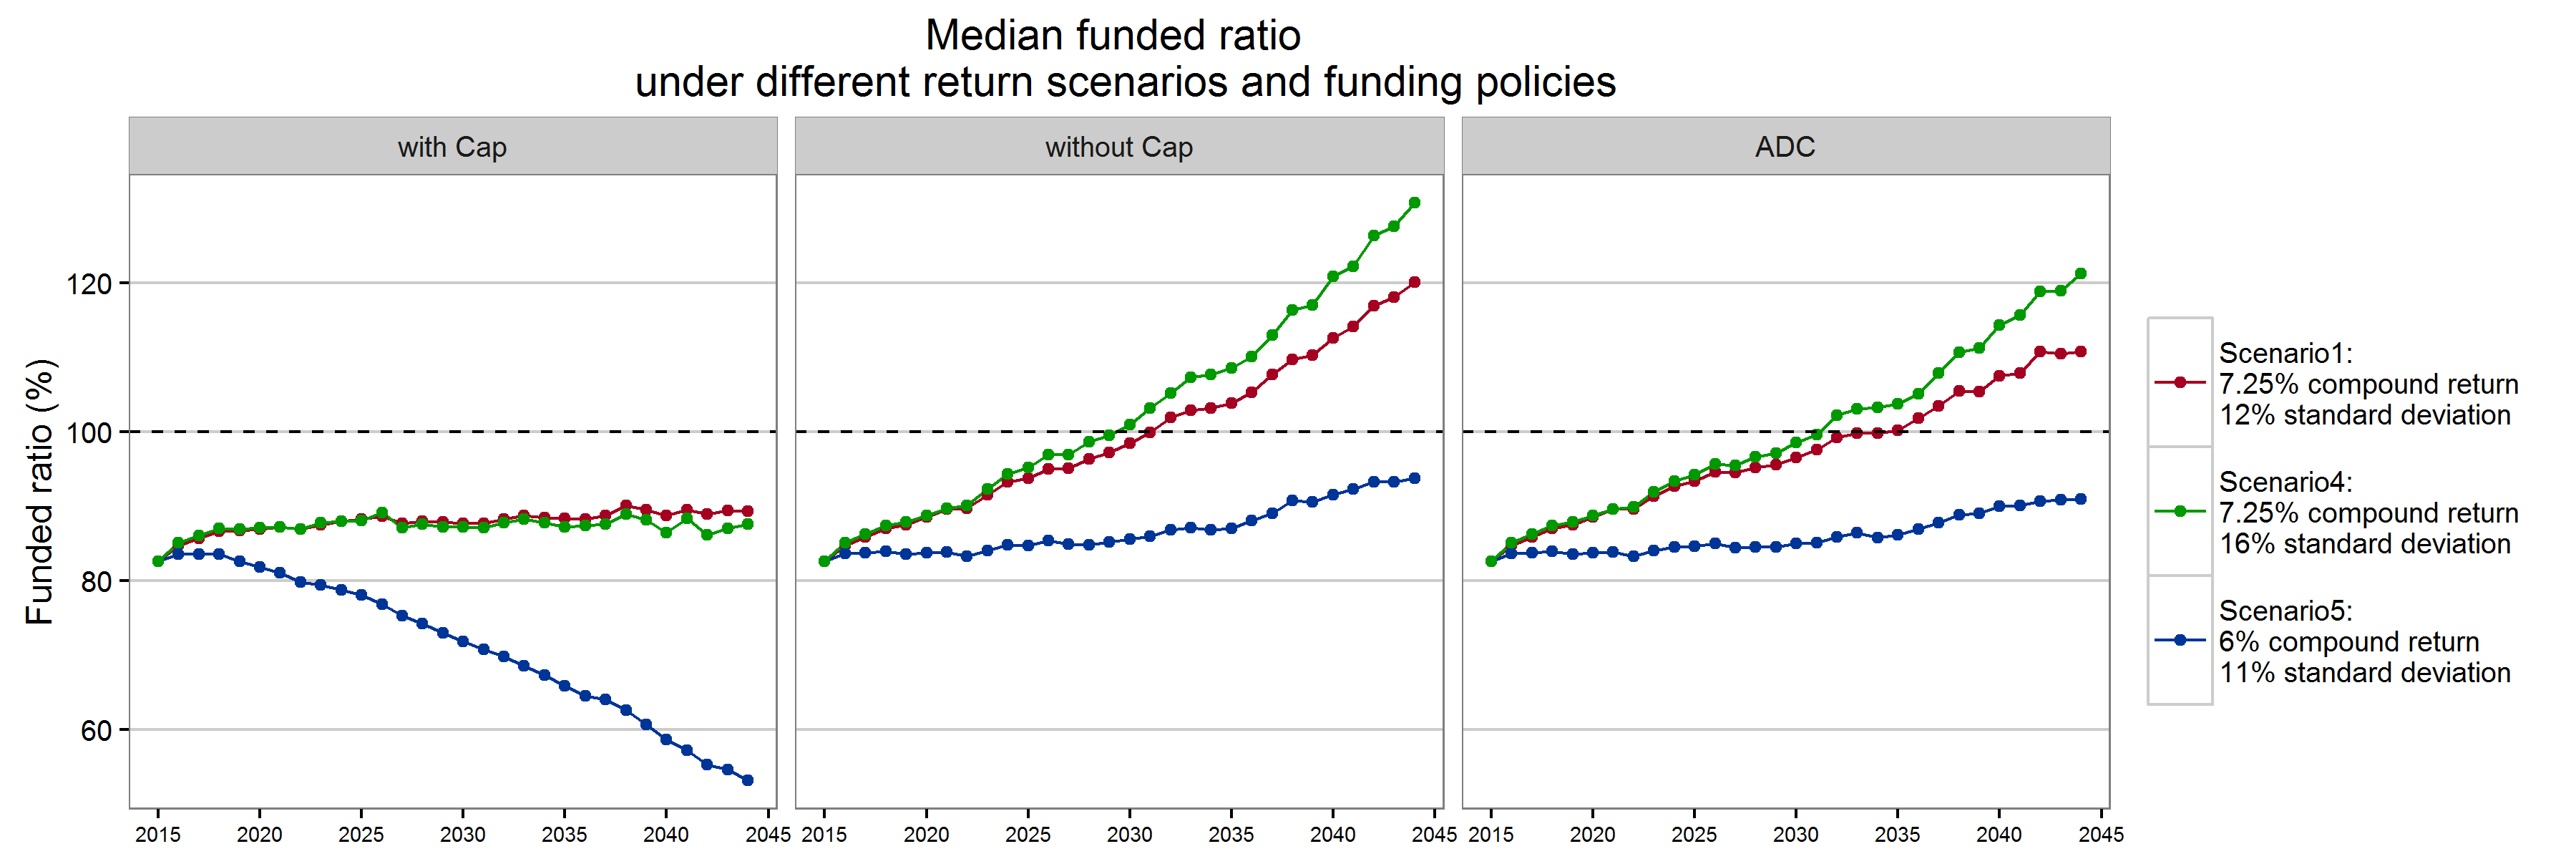 Median funded ratio
under different return scenarios and funding policies
with Cap
without Cap
ADC
Funded ratio (%)
120
100
80
60
2015 2020 2025 2030 2035 2040 2045
2015 2020 2025 2030 2035 2040 2045
2015 2020 2025 2030 2035 2040 2045
Scenario1:
7.25% compound return
12% standard deviation
Scenario4:
7.25% compound return
16% standard deviation
Scenario5:
6% compound return
11% standard deviation